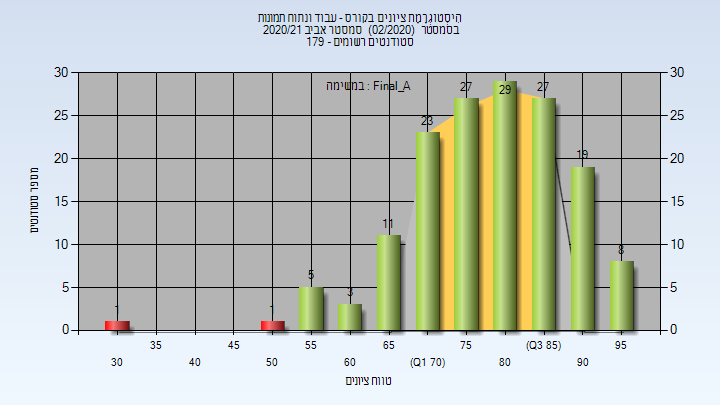 היסטוגרמת ציונים בקורס - עבוד ונתוח תמונות
בסמסטר (02/2020) סמסטר אביב 2020/21
סטודנטים רשומים - 179
במשימה : Final_A
מספר סטודנטים
30 30
25 25
20 20
15 15
10 10
5 5
0 0
1 1 5 3 11 23 27 29 27 19 8
35 45 55 65 75 (Q3 85) 95
30 40 50 60 (Q1 70) 80 90
טווח ציונים